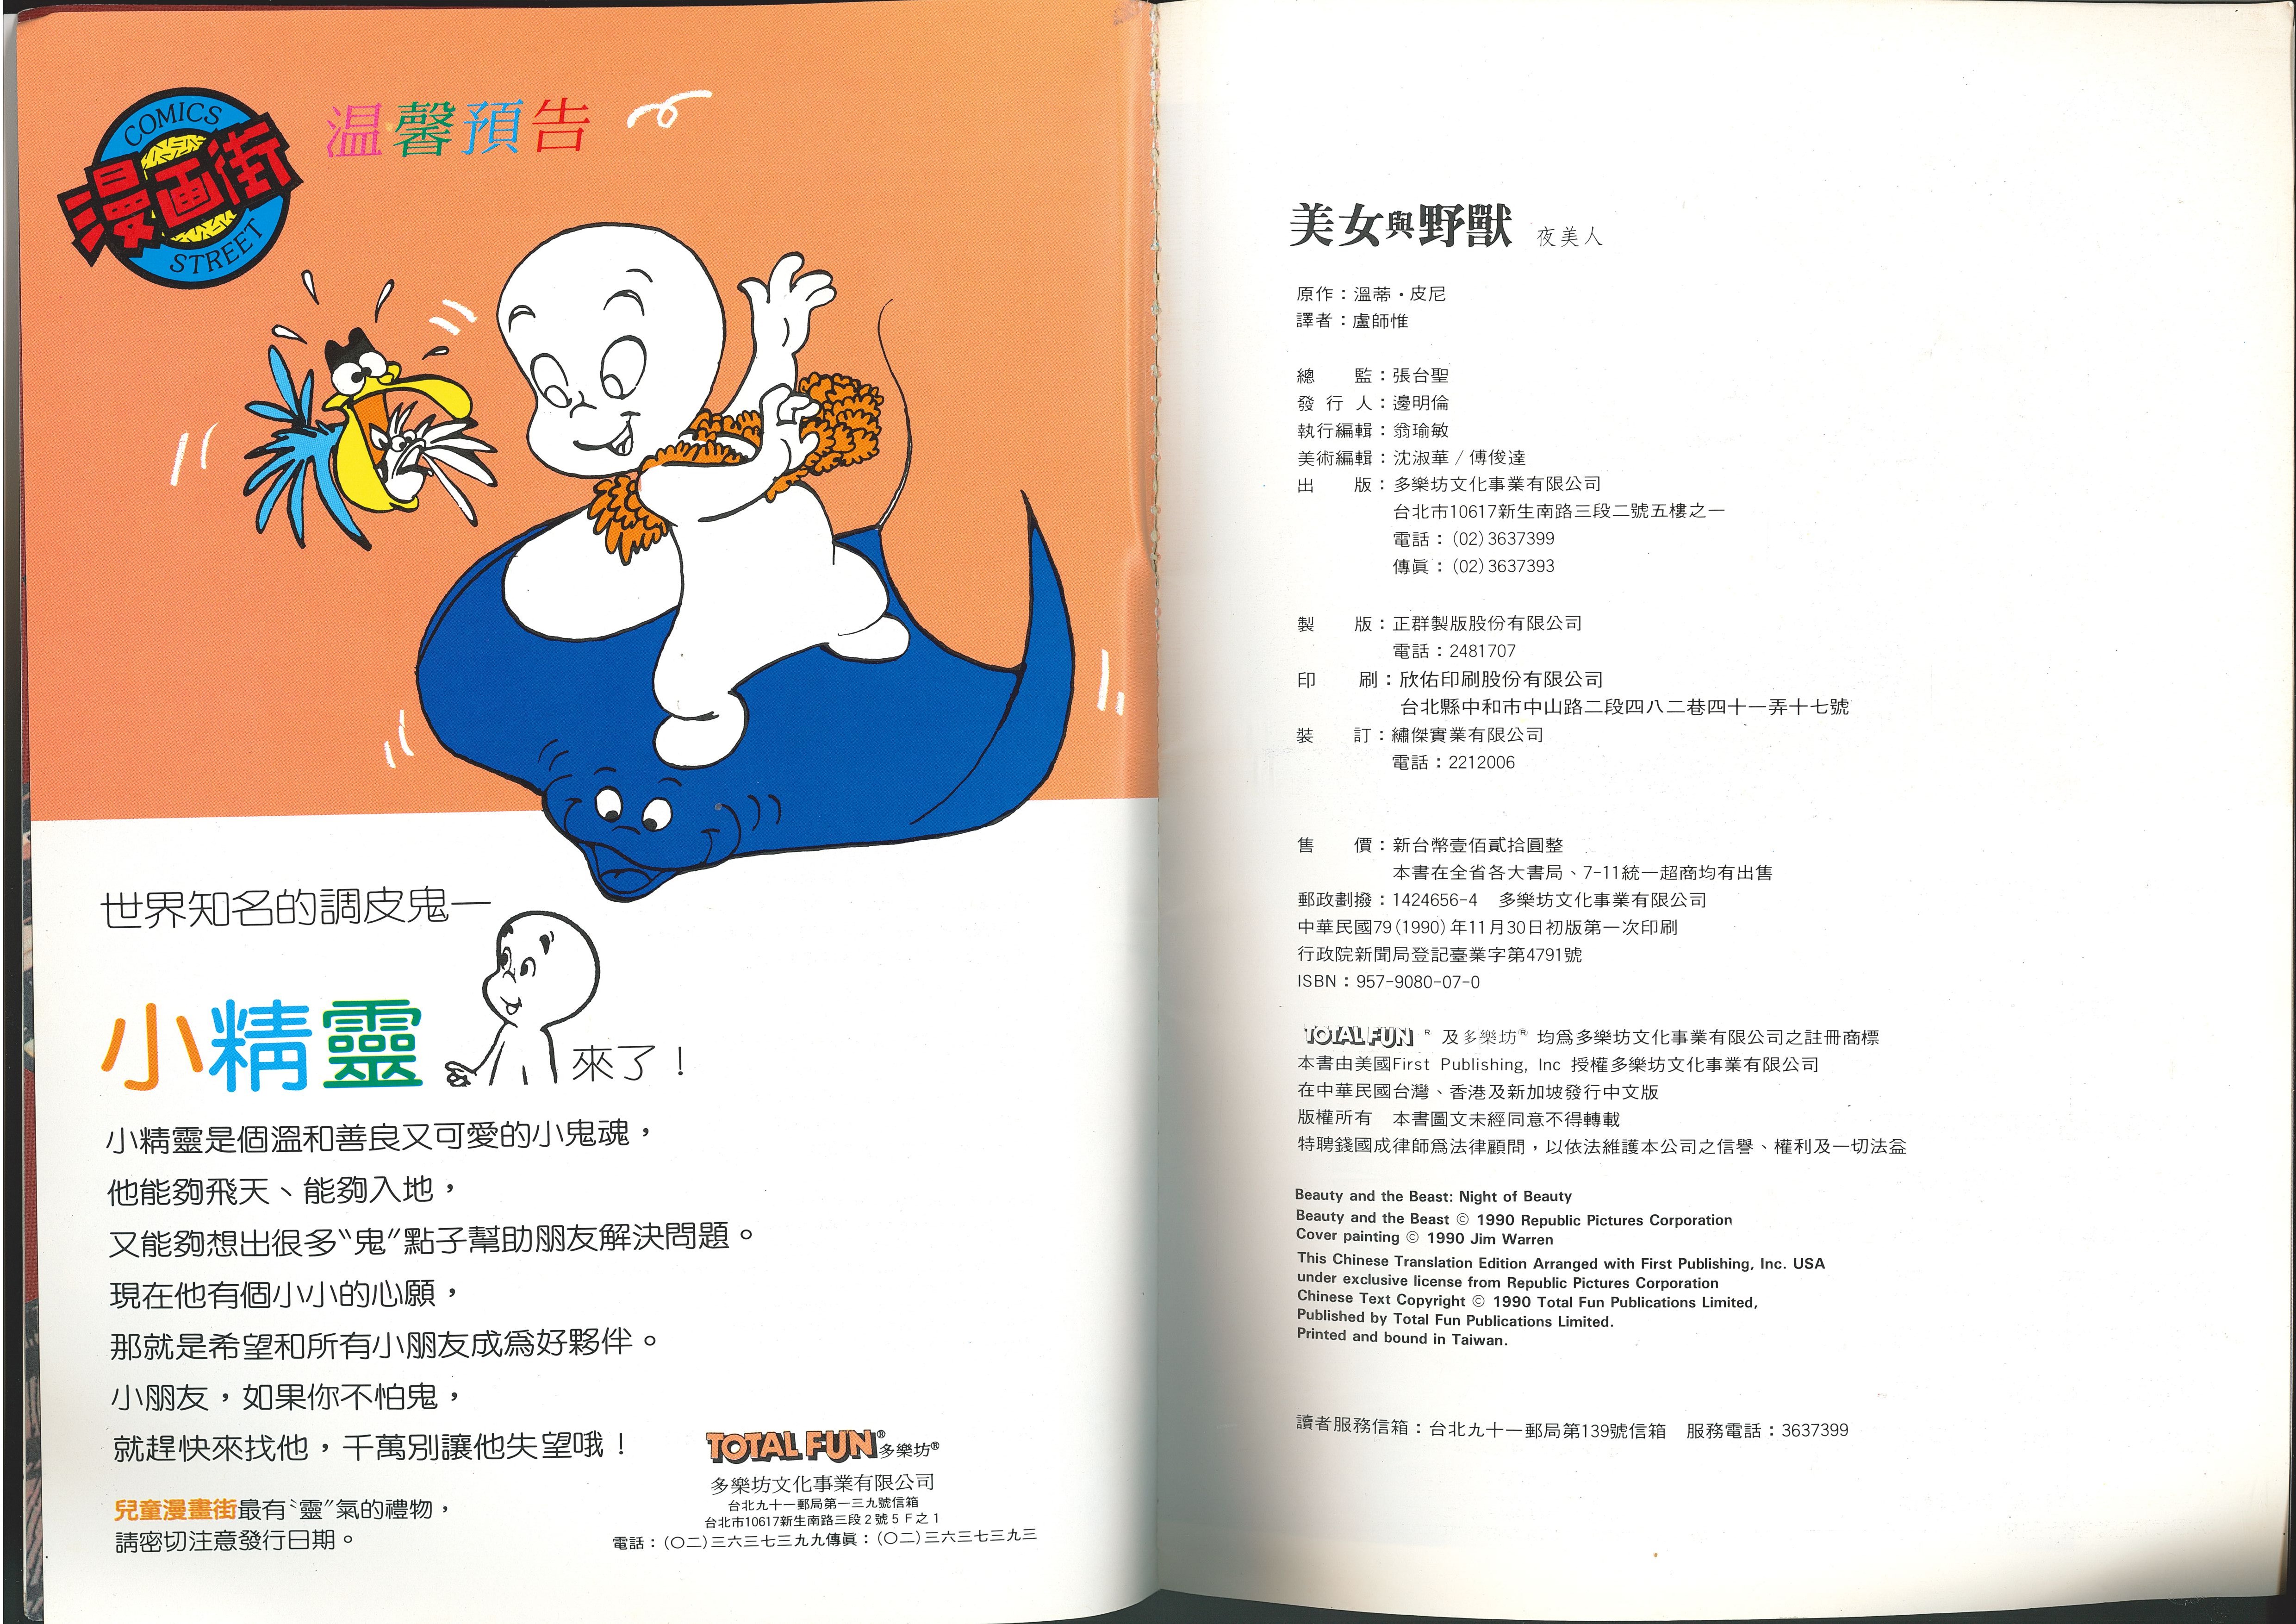 COMICS
漫画街
STREET
温馨預告
世界知名的調皮鬼—
小精靈來了!
小精靈是個溫和善良又可愛的小鬼魂，
他能夠飛天、能夠入地，
又能夠想出很多〝鬼〞點子幫助朋友解決問題。
現在他有個小小的心願，
那就是希望和所有小朋友成爲好夥伴。
小朋友，如果你不怕鬼，
就趕快來找他，千萬別讓他失望哦！
兒童漫畫街最有〝靈〞氣的禮物，
請密切注意發行日期。
TOTAL FUN® 多樂坊®
多樂坊文化事業有限公司
台北九十一郵局第一三九號信箱
台北市10617新生南路三段2號5F之1
電話：(〇二)三六三七三九九傳眞：(〇二)三六三七三九三
美女與野獸 夜美人
原作：溫蒂・皮尼
譯者：盧師惟
總 監：張台聖
發 行 人：邊明倫
執行編輯：翁瑜敏
美術編輯：沈淑華/傅俊達
出 版：多樂坊文化事業有限公司
台北市10617新生南路三段二號五樓之一
電話：(02)3637399
傳眞：(02)3637393
製 版：正群製版股份有限公司
電話：2481707
印 刷：欣佑印刷股份有限公司
台北縣中和市中山路二段四八二巷四十一弄十七號
裝 訂：繡傑實業有限公司
電話：2212006
售 價：新台幣壹佰貳拾圓整
本書在全省各大書局、7-11統一超商均有出售
郵政劃撥：1424656-4 多樂坊文化事業有限公司
中華民國79(1990)年11月30日初版第一次印刷
行政院新聞局登記臺業字第4791號
ISBN：957-9080-07-0
TOTAL FUN ® 及多樂坊® 均爲多樂坊文化事業有限公司之註冊商標
本書由美國First Publishing, Inc 授權多樂坊文化事業有限公司
在中華民國台灣、香港及新加坡發行中文版
版權所有 本書圖文未經同意不得轉載
特聘錢國成律師爲法律顧問，以依法維護本公司之信譽、權利及一切法益
Beauty and the Beast: Night of Beauty
Beauty and the Beast © 1990 Republic Pictures Corporation
Cover painting © 1990 Jim Warren
This Chinese Translation Edition Arranged with First Publishing, Inc. USA
under exclusive license from Republic Pictures Corporation
Chinese Text Copyright © 1990 Total Fun Publications Limited,
Published by Total Fun Publications Limited.
Printed and bound in Taiwan.
讀者服務信箱：台北九十一郵局第139號信箱 服務電話：3637399